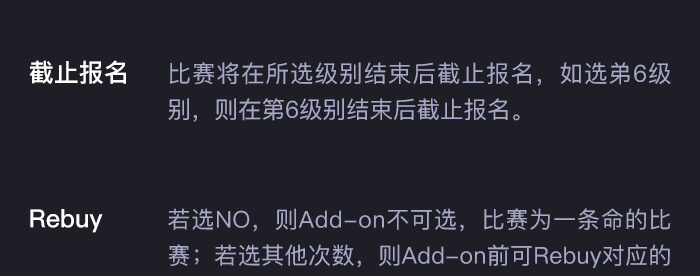 截止报名
比赛将在所选级别结束后截止报名，如选弟6级
别，则在第6级别结束后截止报名。
Rebuy
若选NO，则Add-on不可选，比赛为一条命的比
赛；若选其他次数，则Add-on前可Rebuy对应的